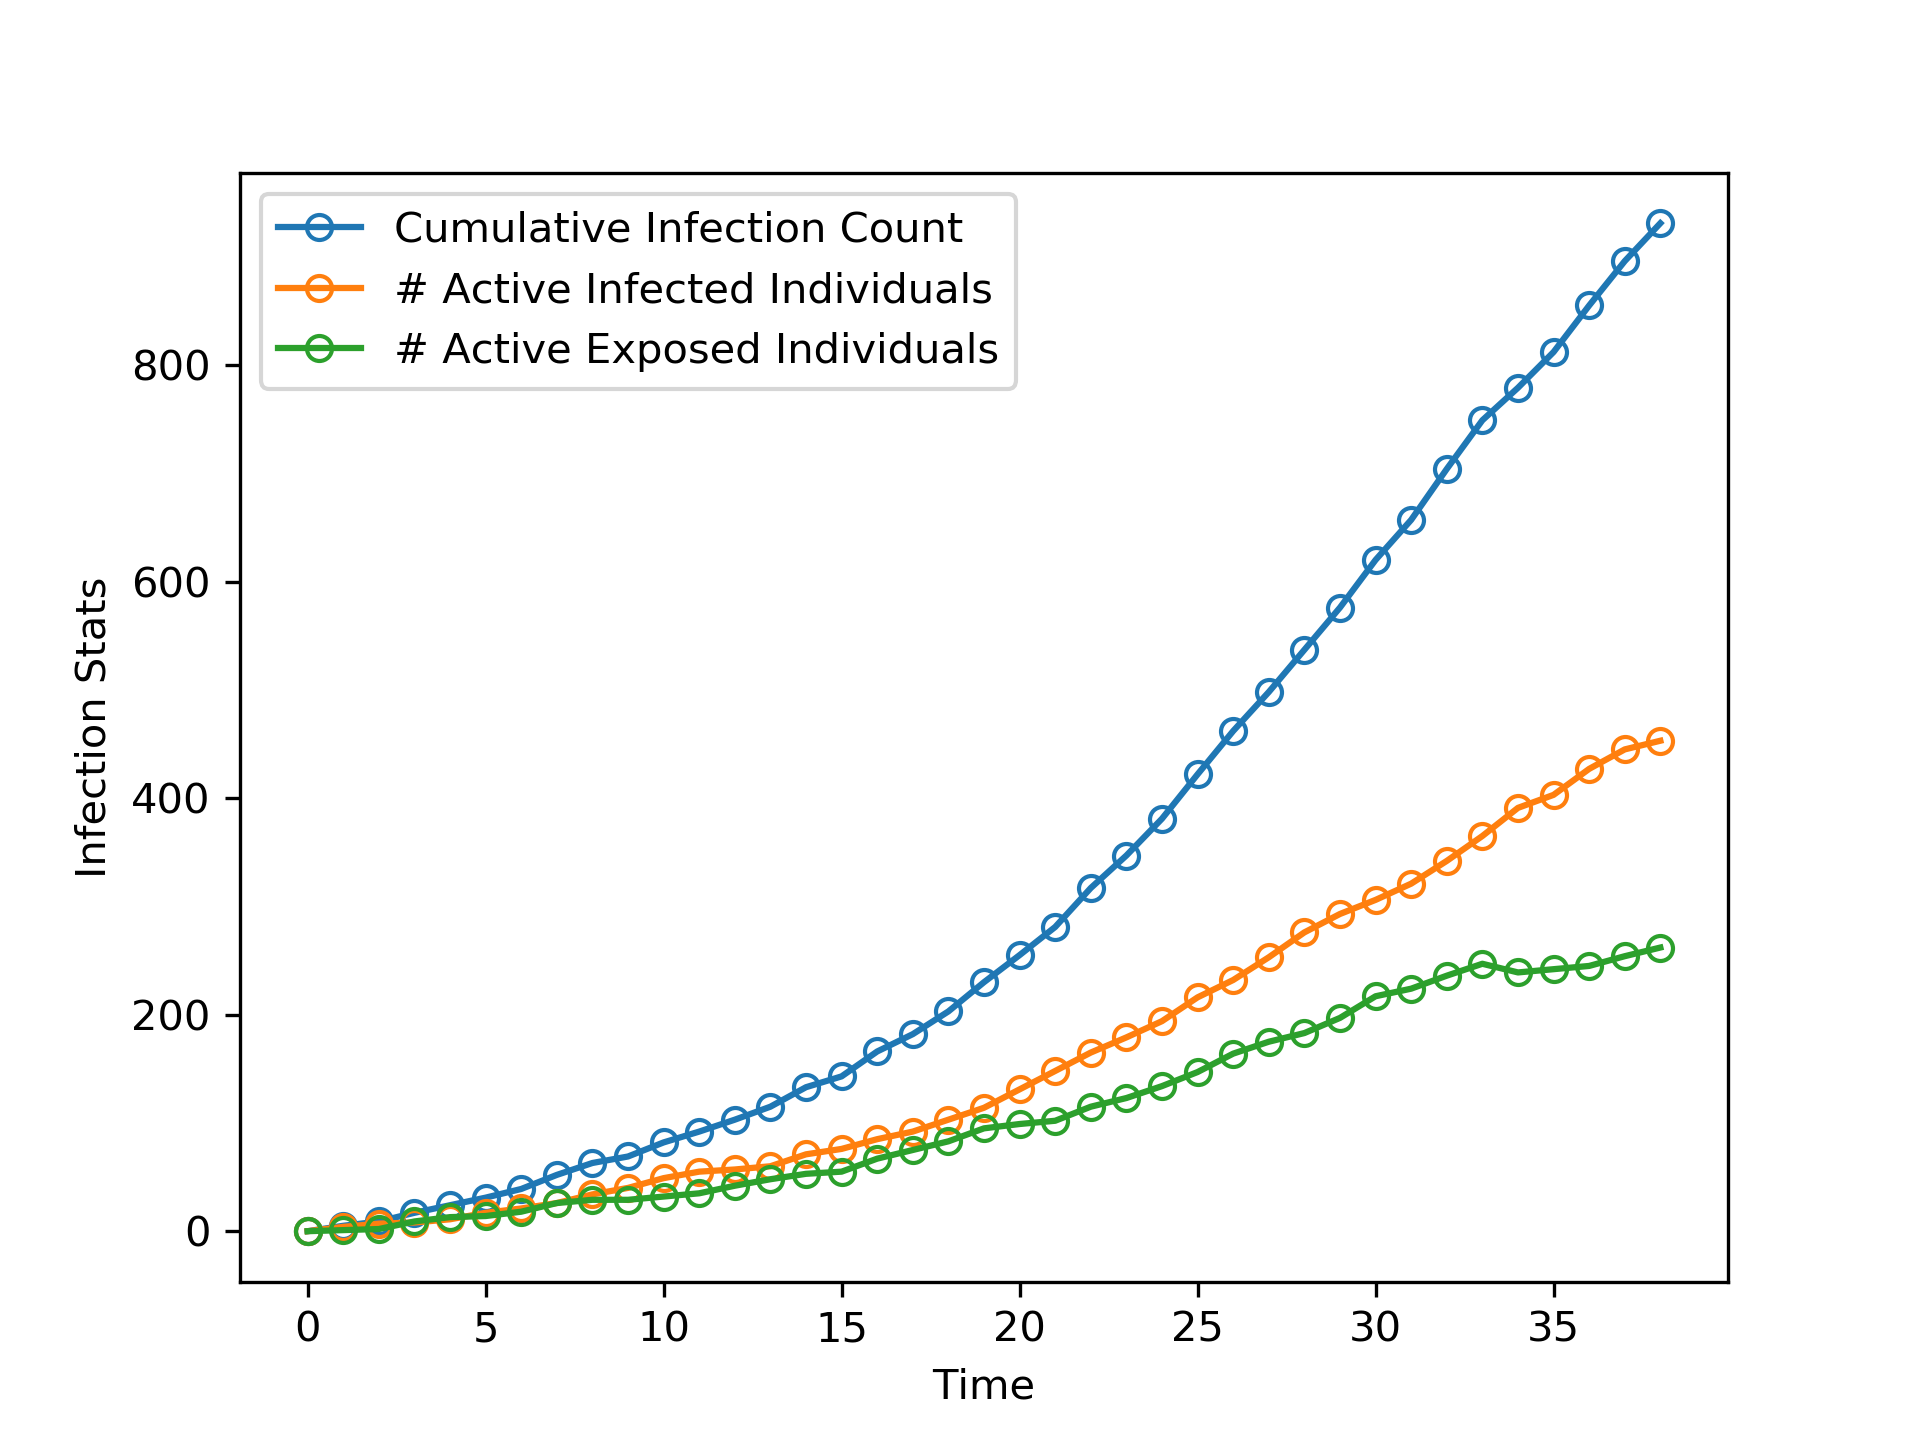 Cumulative Infection Count
# Active Infected Individuals
# Active Exposed Individuals
800
600
400
200
0
Infection Stats
0 5 10 15 20 25 30 35
Time